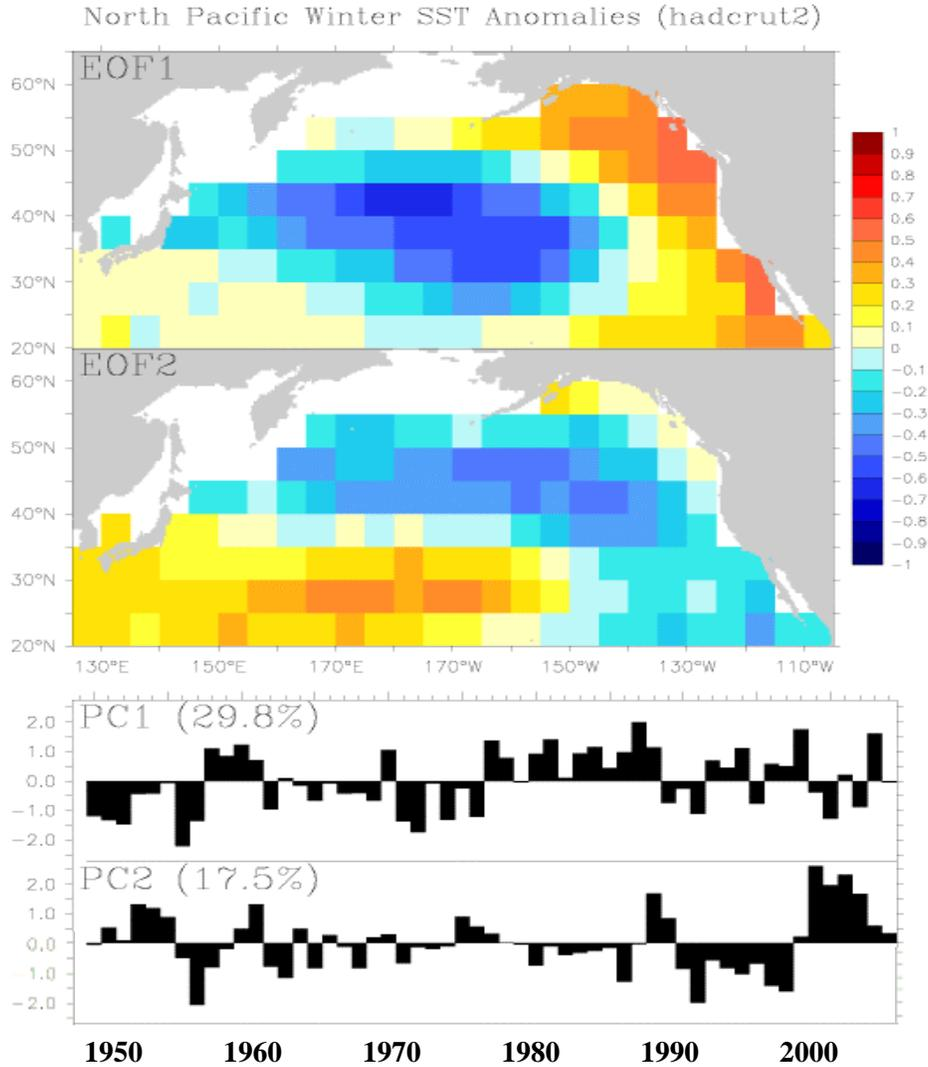 North Pacific Winter SST Anomalies (hadcrut2)
EOF1
60°N
50°N
40°N
30°N
20°N
EOF2
60°N
50°N
40°N
30°N
20°N
130°E 150°E 170°E 170°W 150°W 130°W 110°W
1
0.9
0.8
0.7
0.6
0.5
0.4
0.3
0.2
0.1
0
-0.1
-0.2
-0.3
-0.4
-0.5
-0.6
-0.7
-0.8
-0.9
-1
PC1 (29.8%)
2.0
1.0
0.0
-1.0
-2.0
PC2 (17.5%)
2.0
1.0
0.0
1.0
-2.0
1950 1960 1970 1980 1990 2000